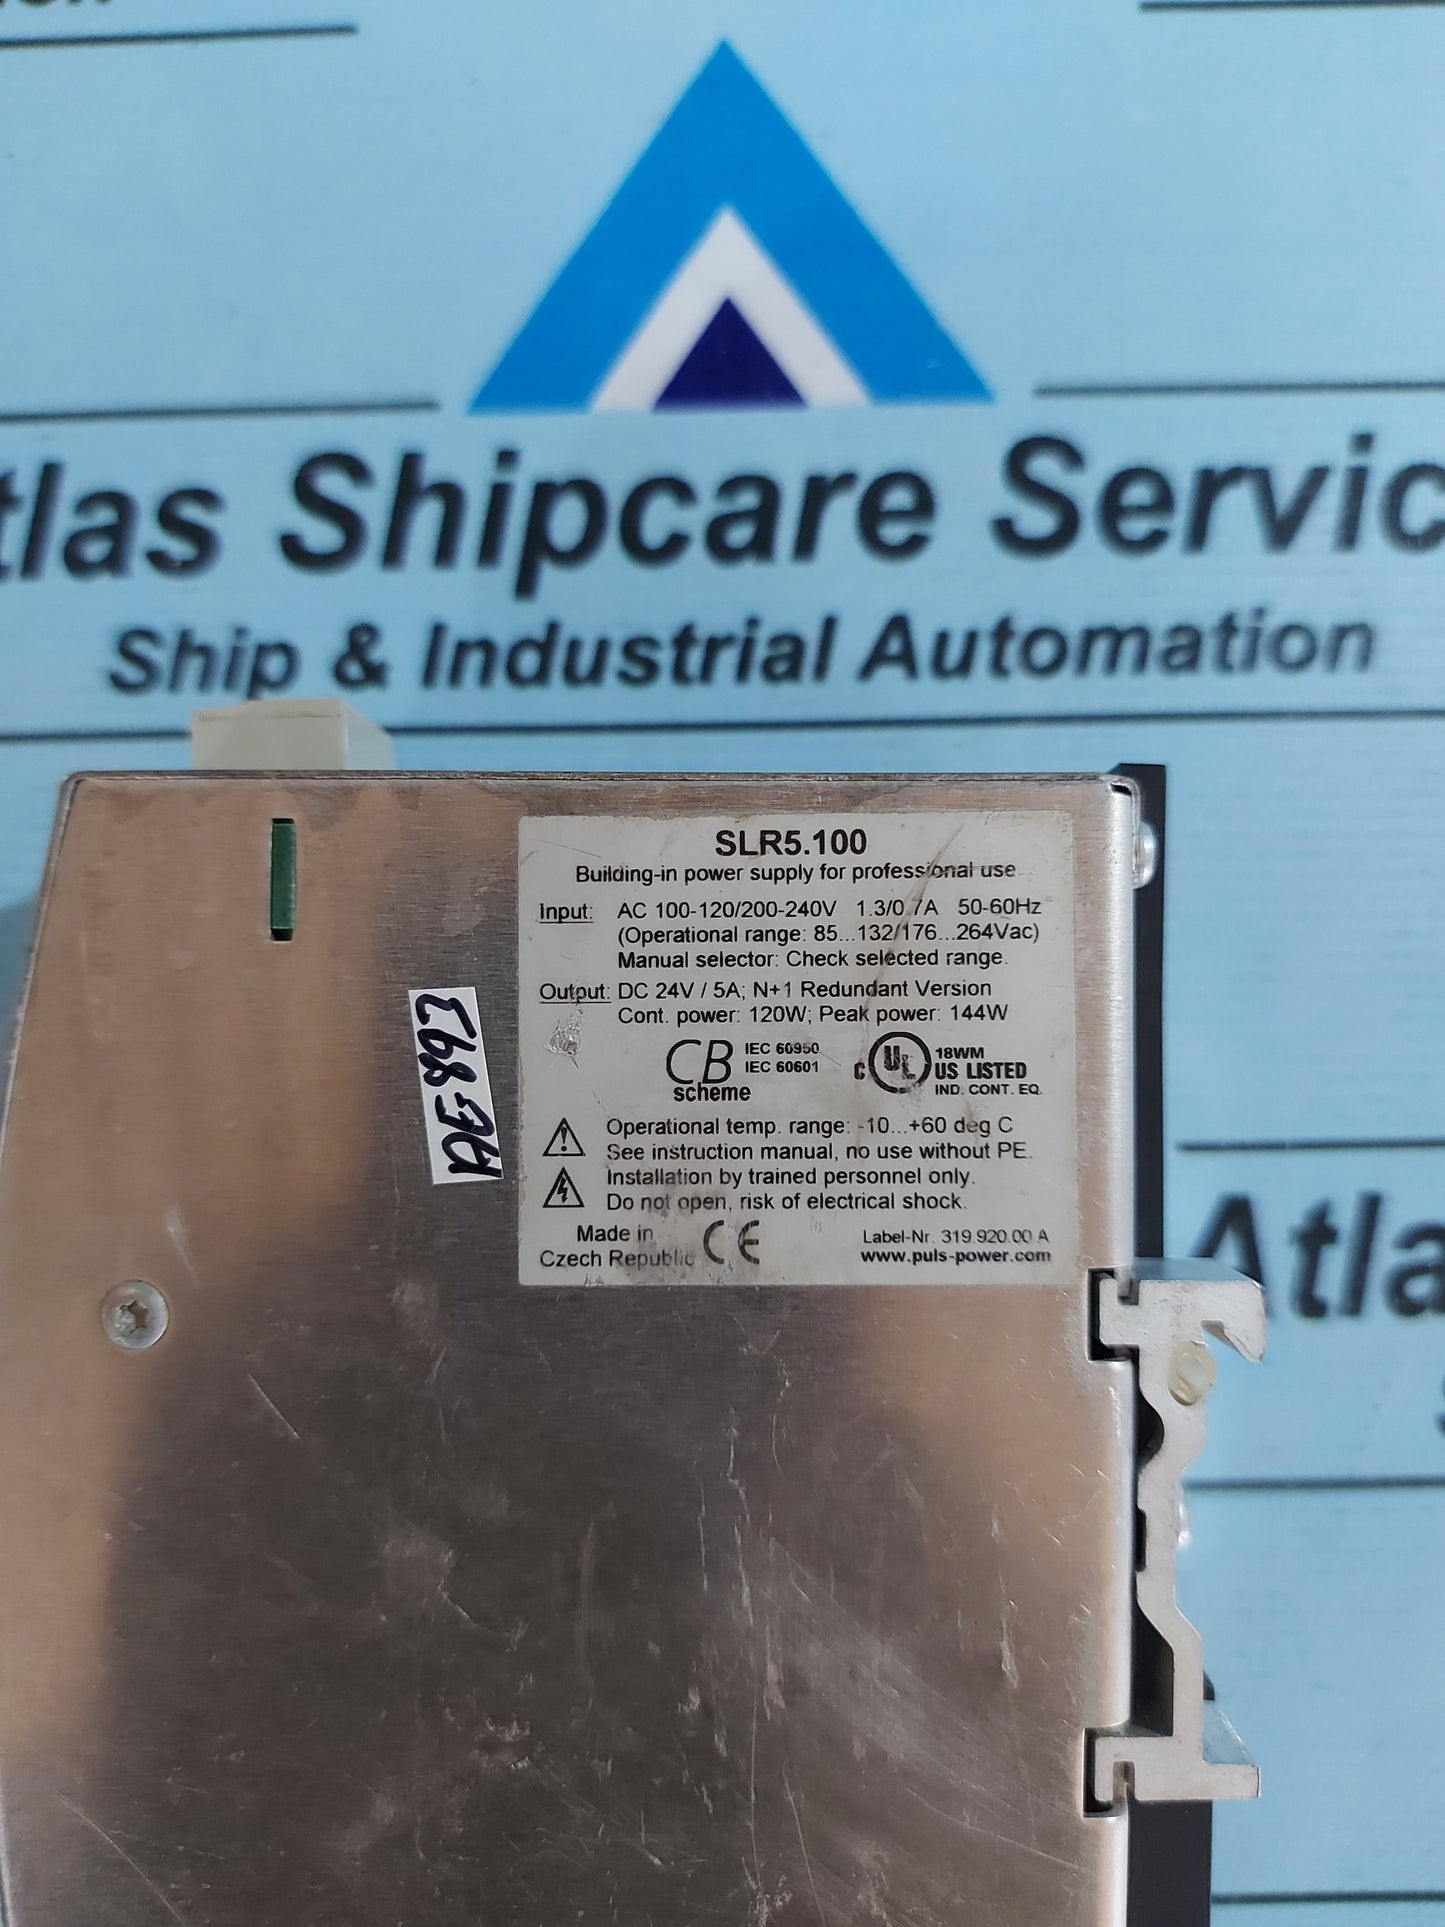 tlas Shipcare Servic
Ship & Industrial Automation
SLR5.100
Building-in power supply for professional use
Input: AC 100-120/200-240V 1.3/0.7A 50-60Hz
(Operational range: 85...132/176...264Vac)
Manual selector: Check selected range.
Output: DC 24V / 5A; N+1 Redundant Version
Cont. power: 120W; Peak power: 144W
CB scheme
IEC 60950
IEC 60601
C UL US LISTED
18WM
IND. CONT. EQ.
Operational temp. range: -10...+60 deg C
See instruction manual, no use without PE.
Installation by trained personnel only.
Do not open, risk of electrical shock.
Made in
Czech Republic
CE
Label-Nr. 319.920.00 A
www.puls-power.com
AE-893
Atla